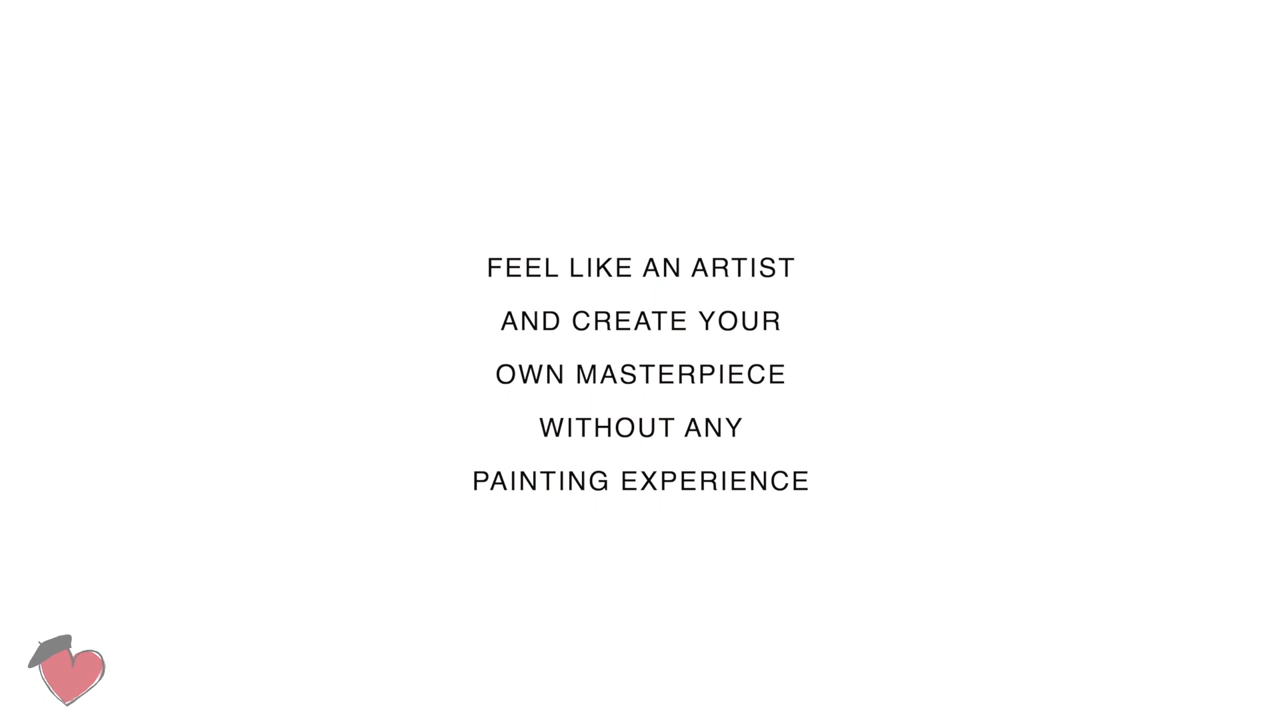 FEEL LIKE AN ARTIST
AND CREATE YOUR
OWN MASTERPIECE
WITHOUT ANY
PAINTING EXPERIENCE